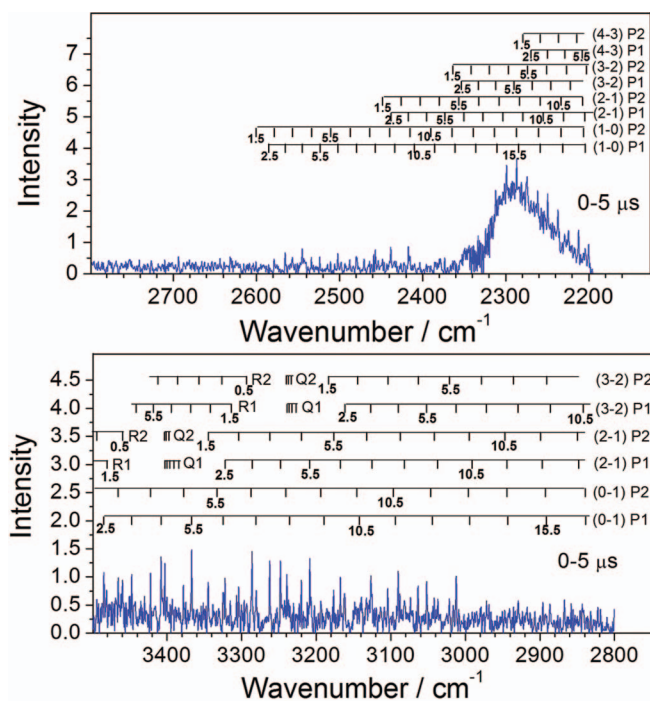 (4-3) P2
1.5
(4-3) P1
2.5 5.5
(3-2) P2
1.5 5.5
(3-2) P1
2.5 5.5
(2-1) P2
1.5 5.5 10.5
(2-1) P1
2.5 5.5 10.5
(1-0) P2
1.5 5.5 10.5
(1-0) P1
2.5 5.5 10.5 15.5
7
6
5
4
3
2
1
0
Intensity
0-5 µs
2700 2600 2500 2400 2300 2200
Wavenumber / cm-1
4.5 R2 Q2 (3-2) P2
0.5 1.5 5.5
4.0 R1 Q1 (3-2) P1
5.5 1.5 2.5 5.5 10.5
3.5 R2 Q2 (2-1) P2
0.5 1.5 5.5 10.5
3.0 R1 Q1 (2-1) P1
1.5 2.5 5.5 10.5
2.5 (0-1) P2
5.5 10.5
2.0 (0-1) P1
2.5 5.5 10.5 15.5
1.5
1.0
0.5
0.0
Intensity
0-5 µs
3400 3300 3200 3100 3000 2900 2800
Wavenumber / cm-1